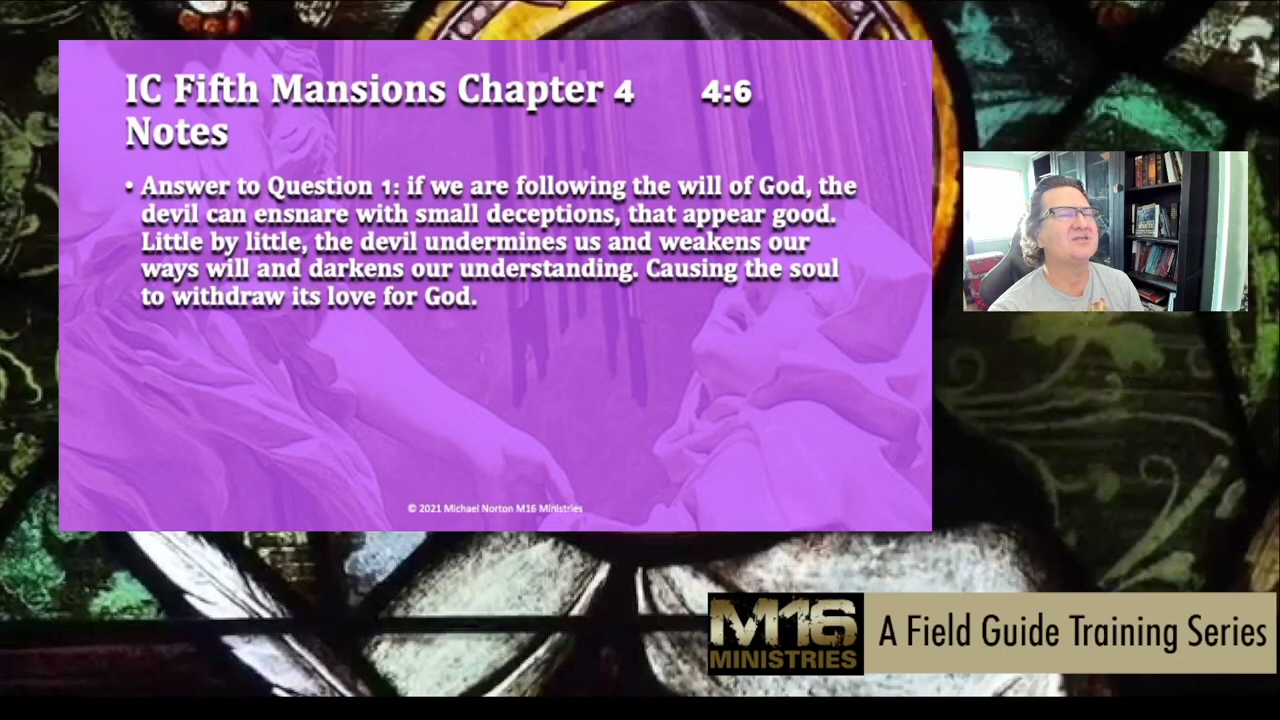 IC Fifth Mansions Chapter 4 4:6
Notes
• Answer to Question 1: if we are following the will of God, the
devil can ensnare with small deceptions, that appear good.
Little by little, the devil undermines us and weakens our
ways will and darkens our understanding. Causing the soul
to withdraw its love for God.
© 2021 Michael Norton M16 Ministries
M16
MINISTRIES
A Field Guide Training Series